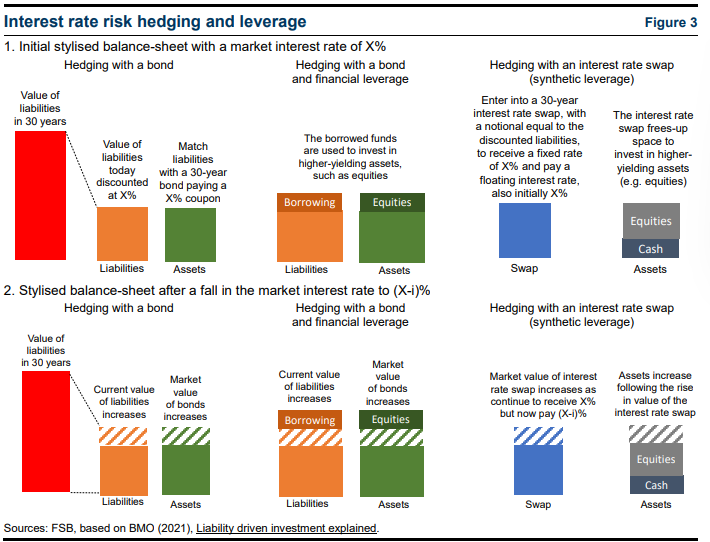 Interest rate risk hedging and leverage
Figure 3
1. Initial stylised balance-sheet with a market interest rate of X%
Hedging with a bond
Value of
liabilities
in 30 years
Value of
liabilities
today
discounted
at X%
Match
liabilities
with a 30-year
bond paying a
X% coupon
Liabilities
Assets
Hedging with a bond
and financial leverage
The borrowed funds
are used to invest in
higher-yielding assets,
such as equities
Borrowing
Equities
Liabilities
Assets
Hedging with an interest rate swap
(synthetic leverage)
Enter into a 30-year
interest rate swap, with
a notional equal to the
discounted liabilities,
to receive a fixed rate
of X% and pay a
floating interest rate,
also initially X%
The interest rate
swap frees-up
space to
invest in higher-
yielding assets
(e.g. equities)
Equities
Cash
Swap
Assets
2. Stylised balance-sheet after a fall in the market interest rate to (X-i)%
Hedging with a bond
Value of
liabilities
in 30 years
Current value
of liabilities
increases
Market
value
of bonds
increases
Liabilities
Assets
Hedging with a bond
and financial leverage
Current value
of liabilities
increases
Market
value
of bonds
increases
Borrowing
Equities
Liabilities
Assets
Hedging with an interest rate swap
(synthetic leverage)
Market value of interest
rate swap increases as
continue to receive X%
but now pay (X-i)%
Assets increase
following the rise
in value of the
interest rate swap
Equities
Cash
Swap
Assets
Sources: FSB, based on BMO (2021), Liability driven investment explained.